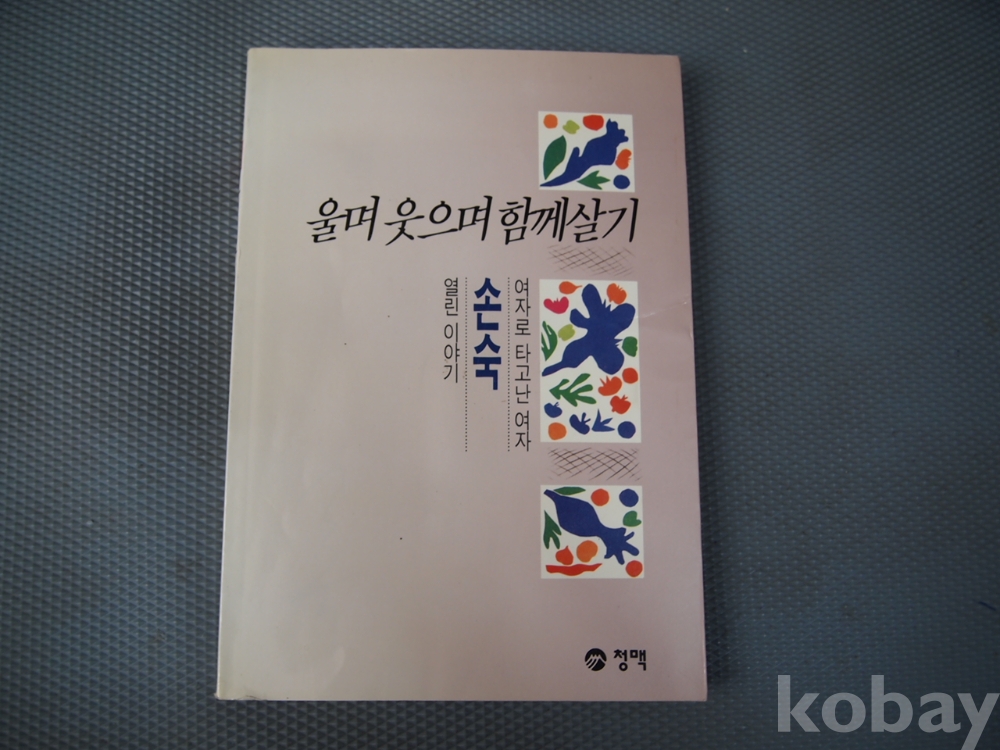 울며 웃으며 함께살기
여자로 타고난 여자
손숙
열린 이야기
청맥
kobay